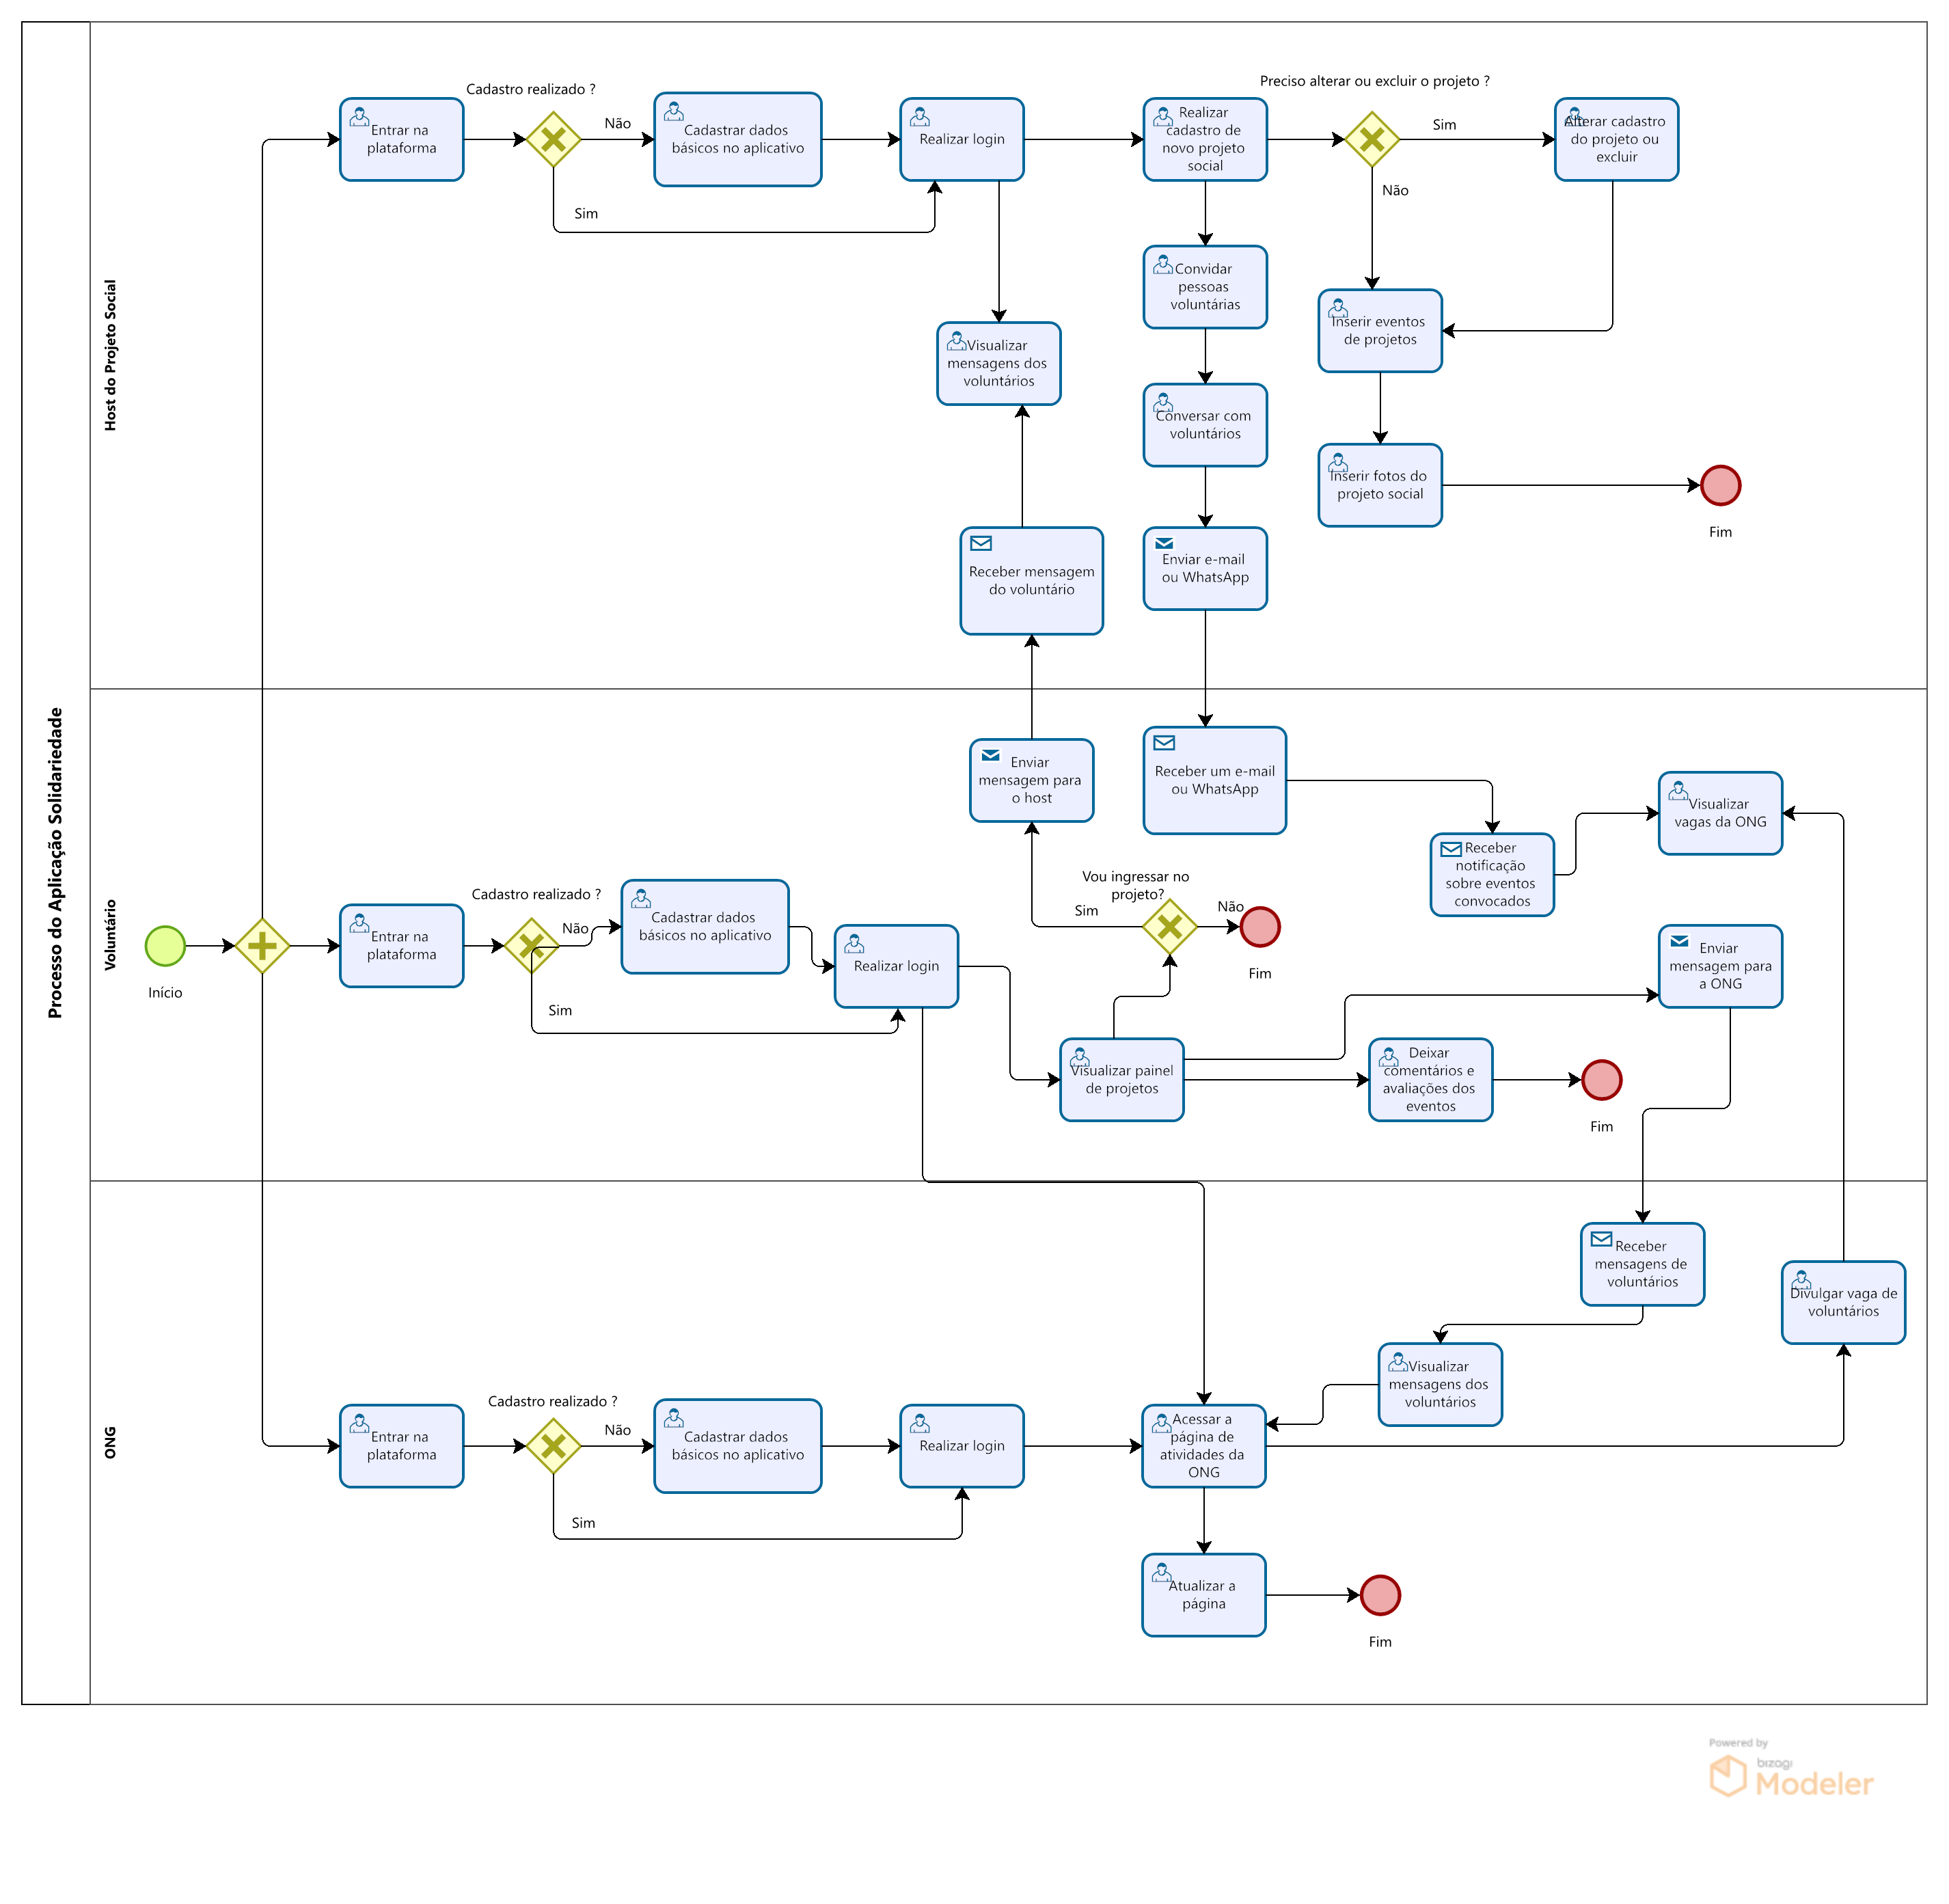 Processo do Aplicação Solidariedade
Host do Projeto Social
Entrar na
plataforma
Cadastro realizado ?
Não
Sim
Cadastrar dados
básicos no aplicativo
Realizar login
Realizar
cadastro de
novo projeto
social
Preciso alterar ou excluir o projeto ?
Sim
Não
Alterar cadastro
do projeto ou
excluir
Convidar
pessoas
voluntárias
Inserir eventos
de projetos
Visualizar
mensagens dos
voluntários
Conversar com
voluntários
Inserir fotos do
projeto social
Fim
Receber mensagem
do voluntário
Enviar e-mail
ou WhatsApp
Voluntário
Início
Entrar na
plataforma
Cadastro realizado ?
Não
Sim
Cadastrar dados
básicos no aplicativo
Realizar login
Enviar
mensagem para
o host
Receber um e-mail
ou WhatsApp
Visualizar
vagas da ONG
Receber
notificação
sobre eventos
convocados
Vou ingressar no
projeto?
Sim
Não
Fim
Enviar
mensagem para
a ONG
Visualizar painel
de projetos
Deixar
comentários e
avaliações dos
eventos
Fim
ONG
Receber
mensagens de
voluntários
Divulgar vaga de
voluntários
Visualizar
mensagens dos
voluntários
Entrar na
plataforma
Cadastro realizado ?
Não
Sim
Cadastrar dados
básicos no aplicativo
Realizar login
Acessar a
página de
atividades da
ONG
Atualizar a
página
Fim
Powered by
bizagi
Modeler